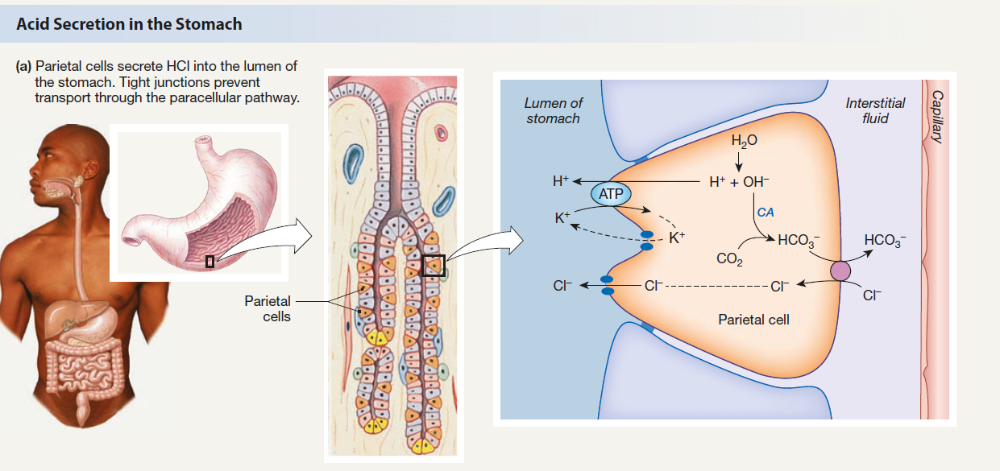 Acid Secretion in the Stomach
(a) Parietal cells secrete HCl into the lumen of
the stomach. Tight junctions prevent
transport through the paracellular pathway.
Parietal
cells
Lumen of
stomach
Interstitial
fluid
Capillary
H₂O
H⁺
H⁺ + OH⁻
ATP
K⁺
CA
K⁺
HCO₃⁻
HCO₃⁻
CO₂
Cl⁻
Cl⁻
Cl⁻
Cl⁻
Parietal cell